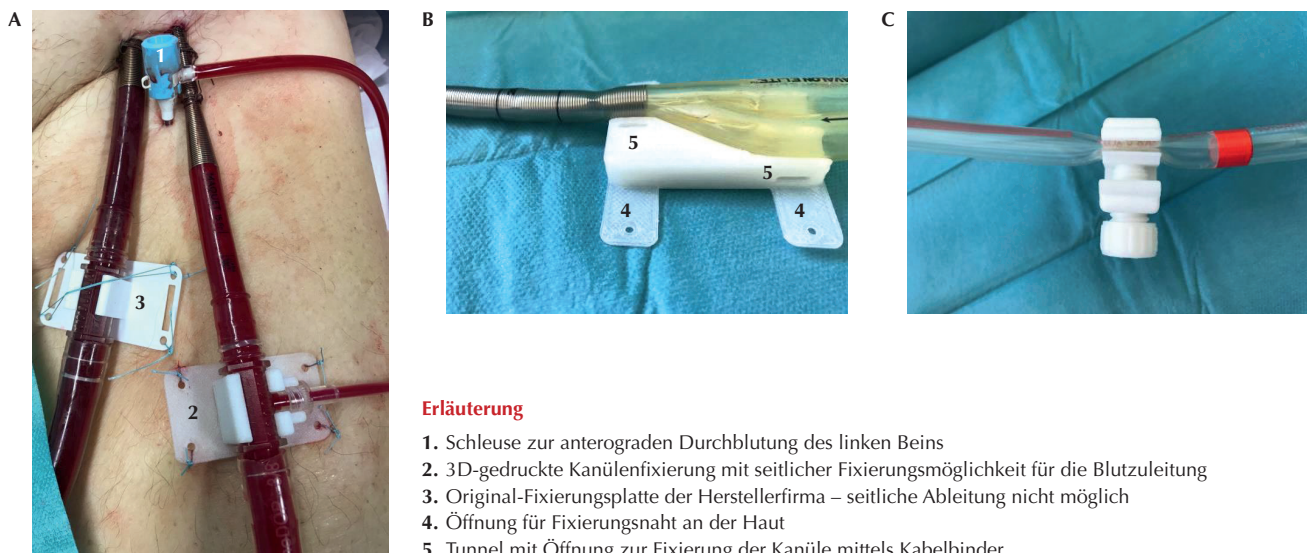 A
B
C
1
3
2
5
5
4
4
Erläuterung
1. Schleuse zur anterograden Durchblutung des linken Beins
2. 3D-gedruckte Kanülenfixierung mit seitlicher Fixierungsmöglichkeit für die Blutzuleitung
3. Original-Fixierungsplatte der Herstellerfirma – seitliche Ableitung nicht möglich
4. Öffnung für Fixierungsnaht an der Haut
5. Tunnel mit Öffnung zur Fixierung der Kanüle mittels Kabelbinder